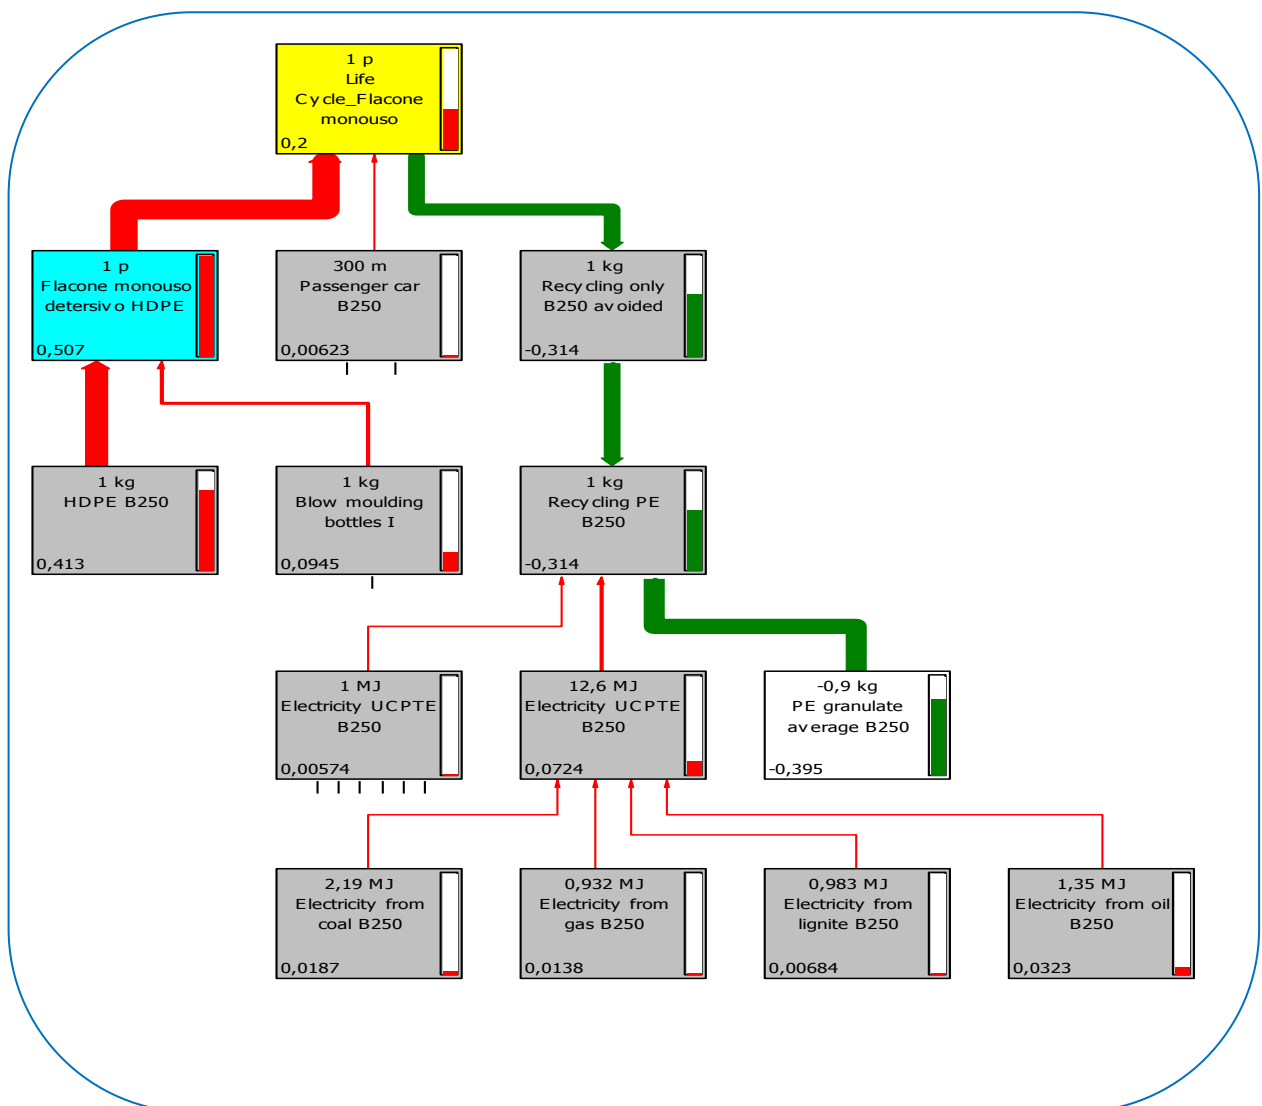 1 p
Life
Cycle_Flacone
monouso
0,2
1 p
Flacone monouso
detersivo HDPE
0,507
300 m
Passenger car
B250
0,00623
1 kg
Recycling only
B250 avoided
-0,314
1 kg
HDPE B250
0,413
1 kg
Blow moulding
bottles I
0,0945
1 kg
Recycling PE
B250
-0,314
1 MJ
Electricity UCPTE
B250
0,00574
12,6 MJ
Electricity UCPTE
B250
0,0724
-0,9 kg
PE granulate
average B250
-0,395
2,19 MJ
Electricity from
coal B250
0,0187
0,932 MJ
Electricity from
gas B250
0,0138
0,983 MJ
Electricity from
lignite B250
0,00684
1,35 MJ
Electricity from oil
B250
0,0323